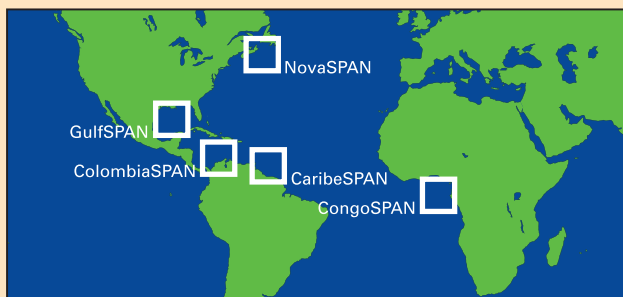 NovaSPAN
GulfSPAN
ColombiaSPAN
CaribeSPAN
CongoSPAN